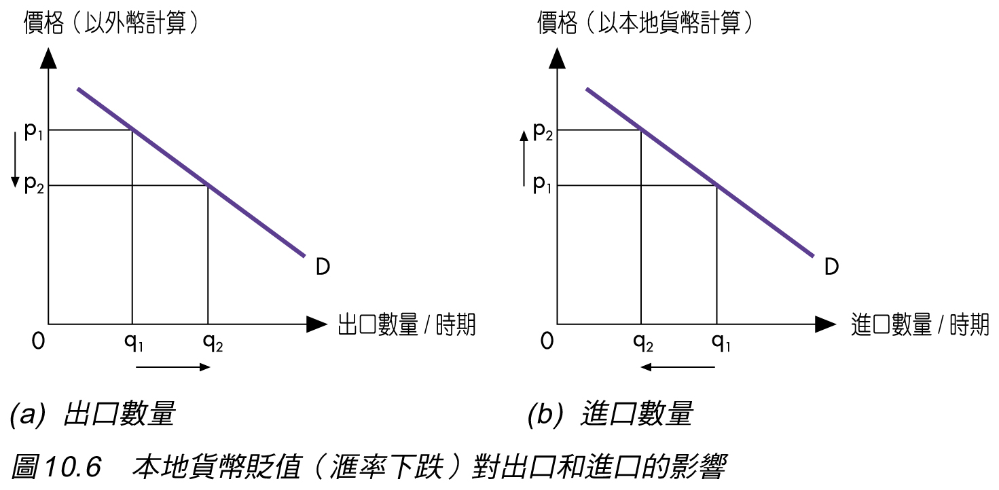 價格（以外幣計算）
價格（以本地貨幣計算）
p₁
p₂
D
0
q₁
q₂
出口數量 / 時期
p₂
p₁
D
0
q₂
q₁
進口數量 / 時期
(a) 出口數量
(b) 進口數量
圖10.6 本地貨幣貶值（滙率下跌）對出口和進口的影響